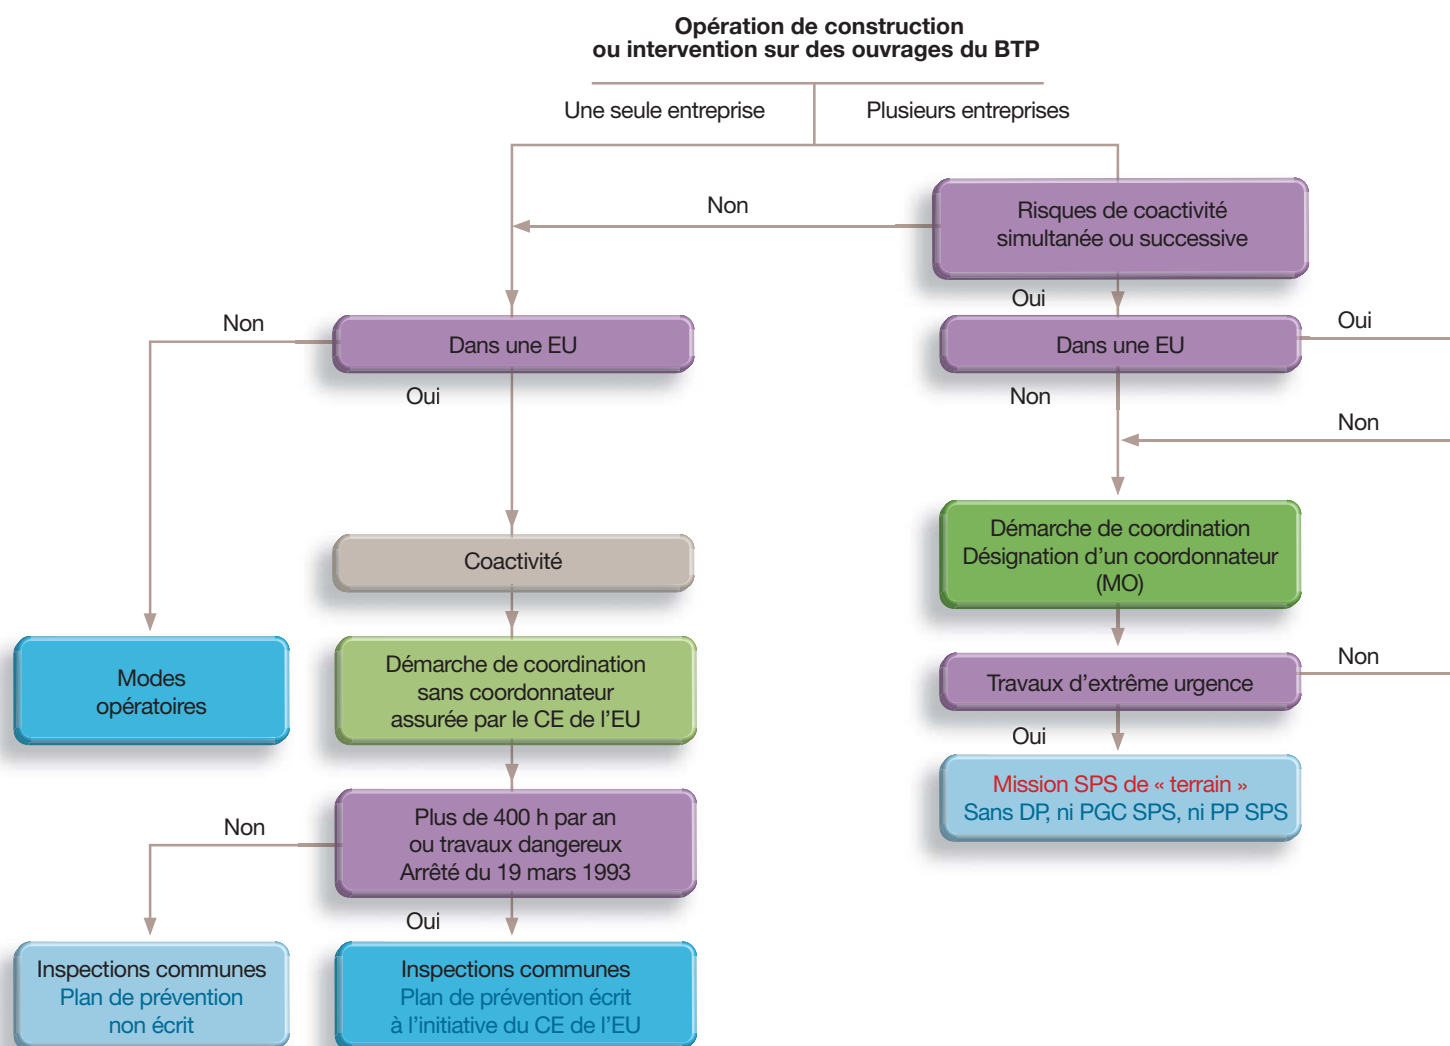 Opération de construction
ou intervention sur des ouvrages du BTP
Une seule entreprise
Plusieurs entreprises
Non
Risques de coactivité
simultanée ou successive
Oui
Non
Dans une EU
Oui
Dans une EU
Oui
Non
Non
Coactivité
Démarche de coordination
Désignation d’un coordonnateur
(MO)
Modes
opératoires
Démarche de coordination
sans coordonnateur
assurée par le CE de l’EU
Travaux d’extrême urgence
Non
Oui
Mission SPS de « terrain »
Sans DP, ni PGC SPS, ni PP SPS
Plus de 400 h par an
ou travaux dangereux
Arrêté du 19 mars 1993
Non
Oui
Inspections communes
Plan de prévention
non écrit
Inspections communes
Plan de prévention écrit
à l’initiative du CE de l’EU